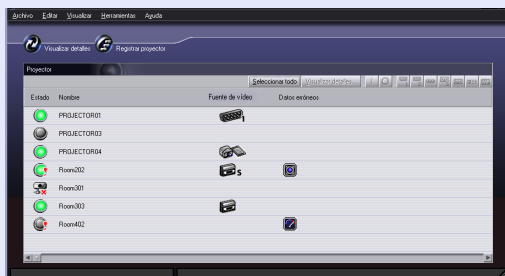 Archivo Editar Visualizar Herramientas Ayuda
Visualizar detalles Registrar proyector
Proyector
Seleccionar todo Visualizar detalles
Estado Nombre Fuente de vídeo Datos erróneos
PROJECTOR01 1
PROJECTOR03
PROJECTOR04
Room202 S
Room301
Room303
Room402